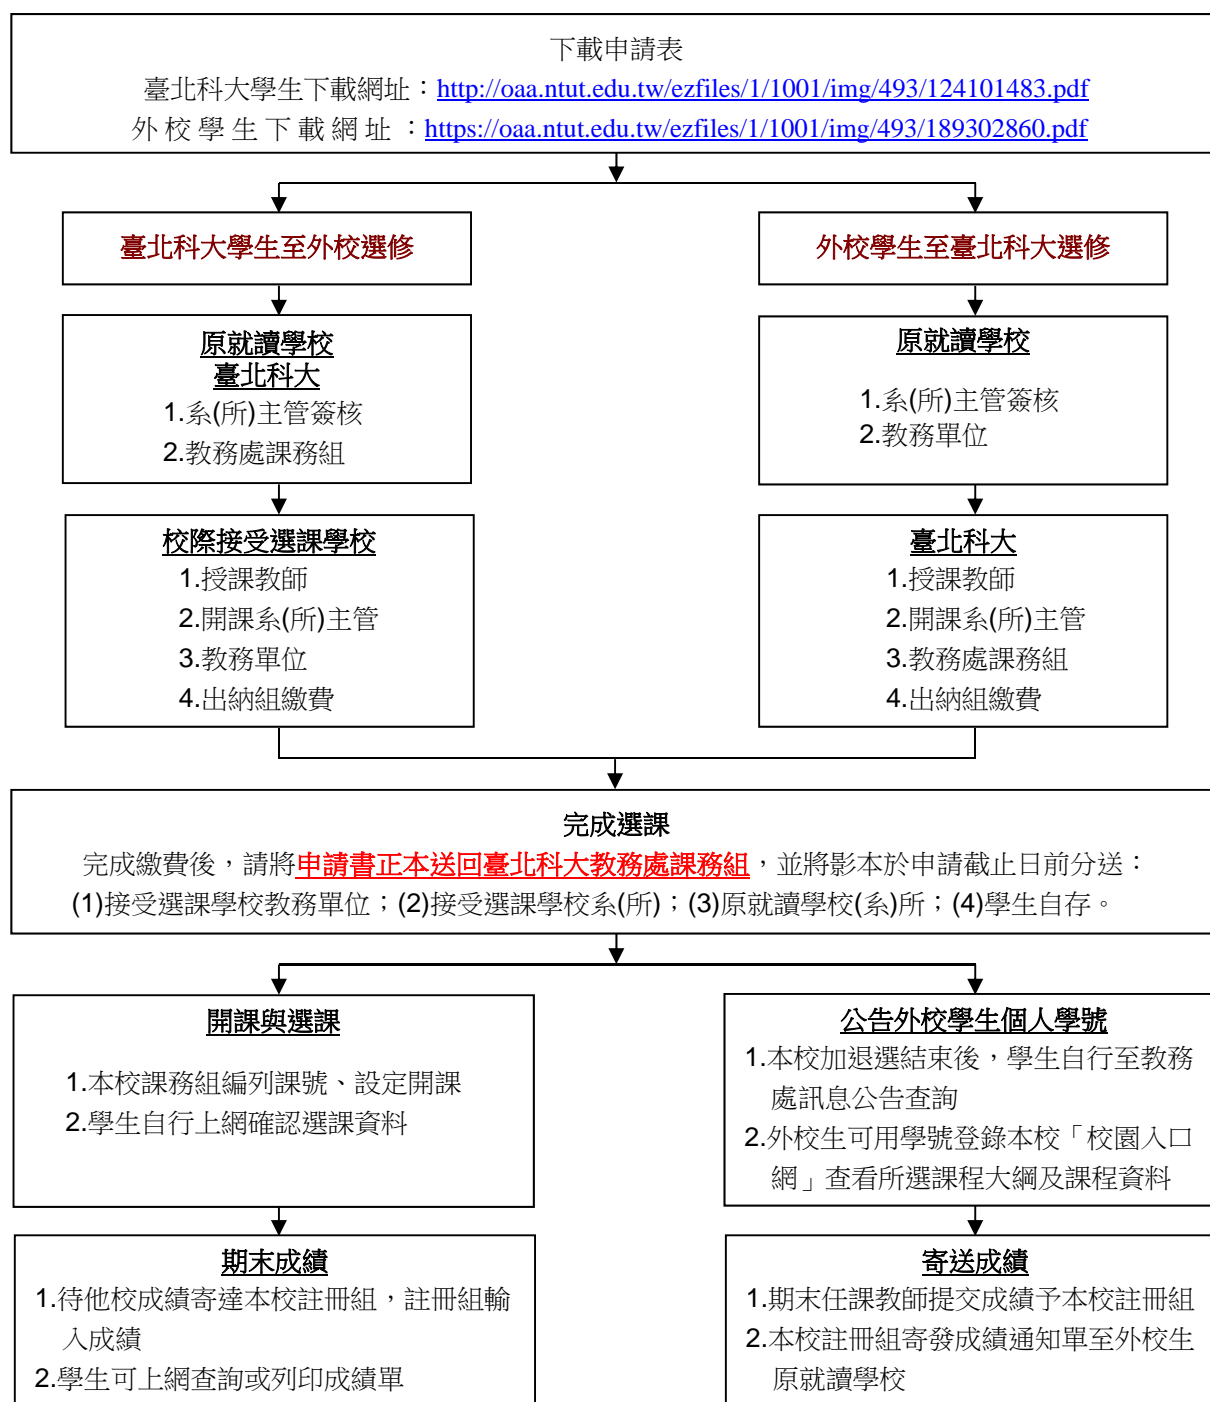 下載申請表
臺北科大學生下載網址：http://oaa.ntut.edu.tw/ezfiles/1/1001/img/493/124101483.pdf
外校學生下載網址：https://oaa.ntut.edu.tw/ezfiles/1/1001/img/493/189302860.pdf
臺北科大學生至外校選修
原就讀學校
臺北科大
1.系(所)主管簽核
2.教務處課務組
校際接受選課學校
1.授課教師
2.開課系(所)主管
3.教務單位
4.出納組繳費
外校學生至臺北科大選修
原就讀學校
1.系(所)主管簽核
2.教務單位
臺北科大
1.授課教師
2.開課系(所)主管
3.教務處課務組
4.出納組繳費
完成選課
完成繳費後，請將申請書正本送回臺北科大教務處課務組，並將影本於申請截止日前分送：
(1)接受選課學校教務單位；(2)接受選課學校系(所)；(3)原就讀學校(系)所；(4)學生自存。
開課與選課
1.本校課務組編列課號、設定開課
2.學生自行上網確認選課資料
期末成績
1.待他校成績寄達本校註冊組，註冊組輸
入成績
2.學生可上網查詢或列印成績單
公告外校學生個人學號
1.本校加退選結束後，學生自行至教務
處訊息公告查詢
2.外校生可用學號登錄本校「校園入口
網」查看所選課程大綱及課程資料
寄送成績
1.期末任課教師提交成績予本校註冊組
2.本校註冊組寄發成績通知單至外校生
原就讀學校